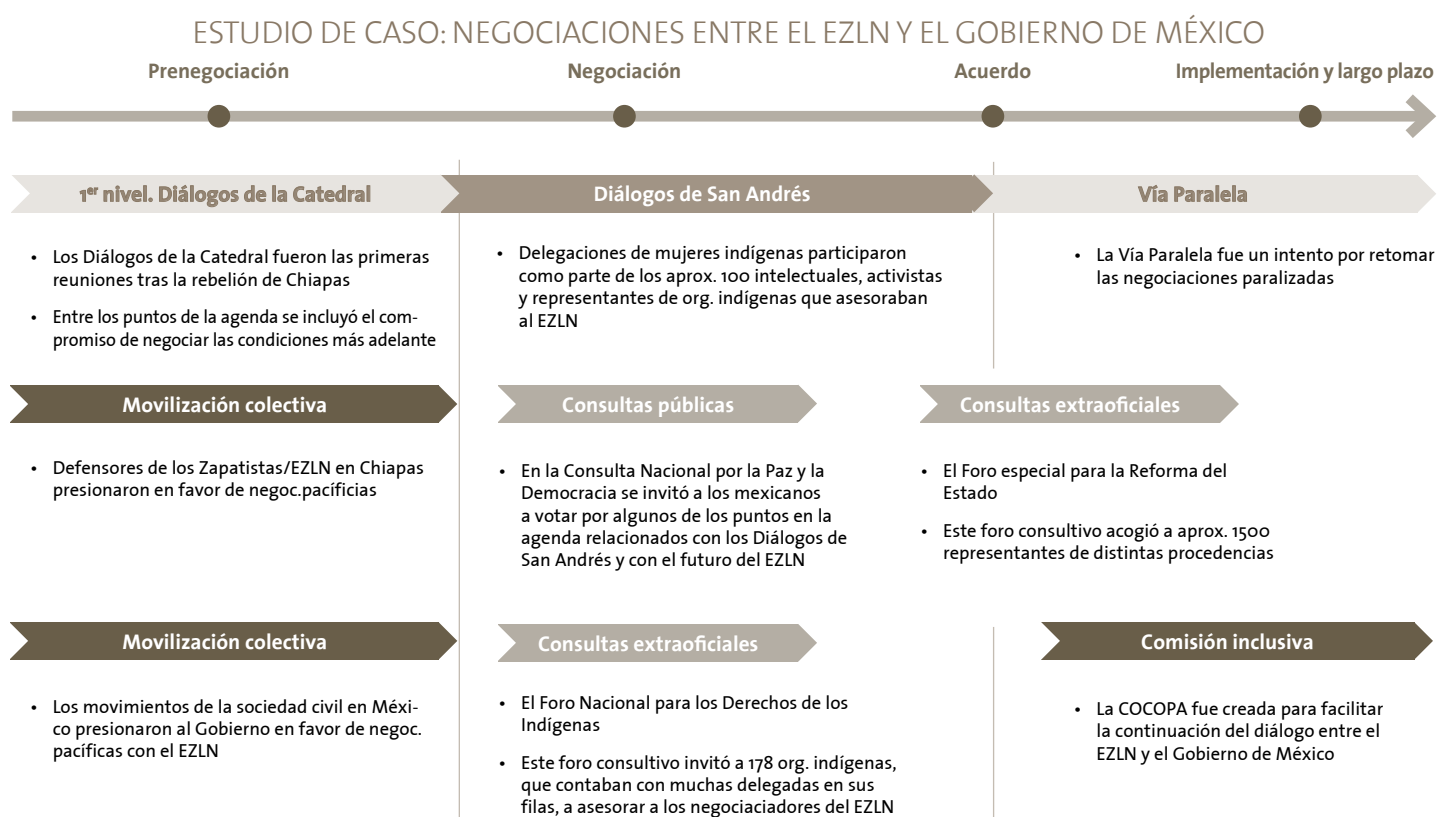 ESTUDIO DE CASO: NEGOCIACIONES ENTRE EL EZLN Y EL GOBIERNO DE MÉXICO
Prenegociación
Negociación
Acuerdo
Implementación y largo plazo
1er nivel. Diálogos de la Catedral
Diálogos de San Andrés
Vía Paralela
• Los Diálogos de la Catedral fueron las primeras
reuniones tras la rebelión de Chiapas
• Entre los puntos de la agenda se incluyó el com-
promiso de negociar las condiciones más adelante
• Delegaciones de mujeres indígenas participaron
como parte de los aprox. 100 intelectuales, activistas
y representantes de org. indígenas que asesoraban
al EZLN
• La Vía Paralela fue un intento por retomar
las negociaciones paralizadas
Movilización colectiva
Consultas públicas
Consultas extraoficiales
• Defensores de los Zapatistas/EZLN en Chiapas
presionaron en favor de negoc.pacíficias
• En la Consulta Nacional por la Paz y la
Democracia se invitó a los mexicanos
a votar por algunos de los puntos en la
agenda relacionados con los Diálogos de
San Andrés y con el futuro del EZLN
• El Foro especial para la Reforma del
Estado
• Este foro consultivo acogió a aprox. 1500
representantes de distintas procedencias
Movilización colectiva
Consultas extraoficiales
Comisión inclusiva
• Los movimientos de la sociedad civil en Méxi-
co presionaron al Gobierno en favor de negoc.
pacíficas con el EZLN
• El Foro Nacional para los Derechos de los
Indígenas
• Este foro consultivo invitó a 178 org. indígenas,
que contaban con muchas delegadas en sus
filas, a asesorar a los negociaciadores del EZLN
• La COCOPA fue creada para facilitar
la continuación del diálogo entre el
EZLN y el Gobierno de México